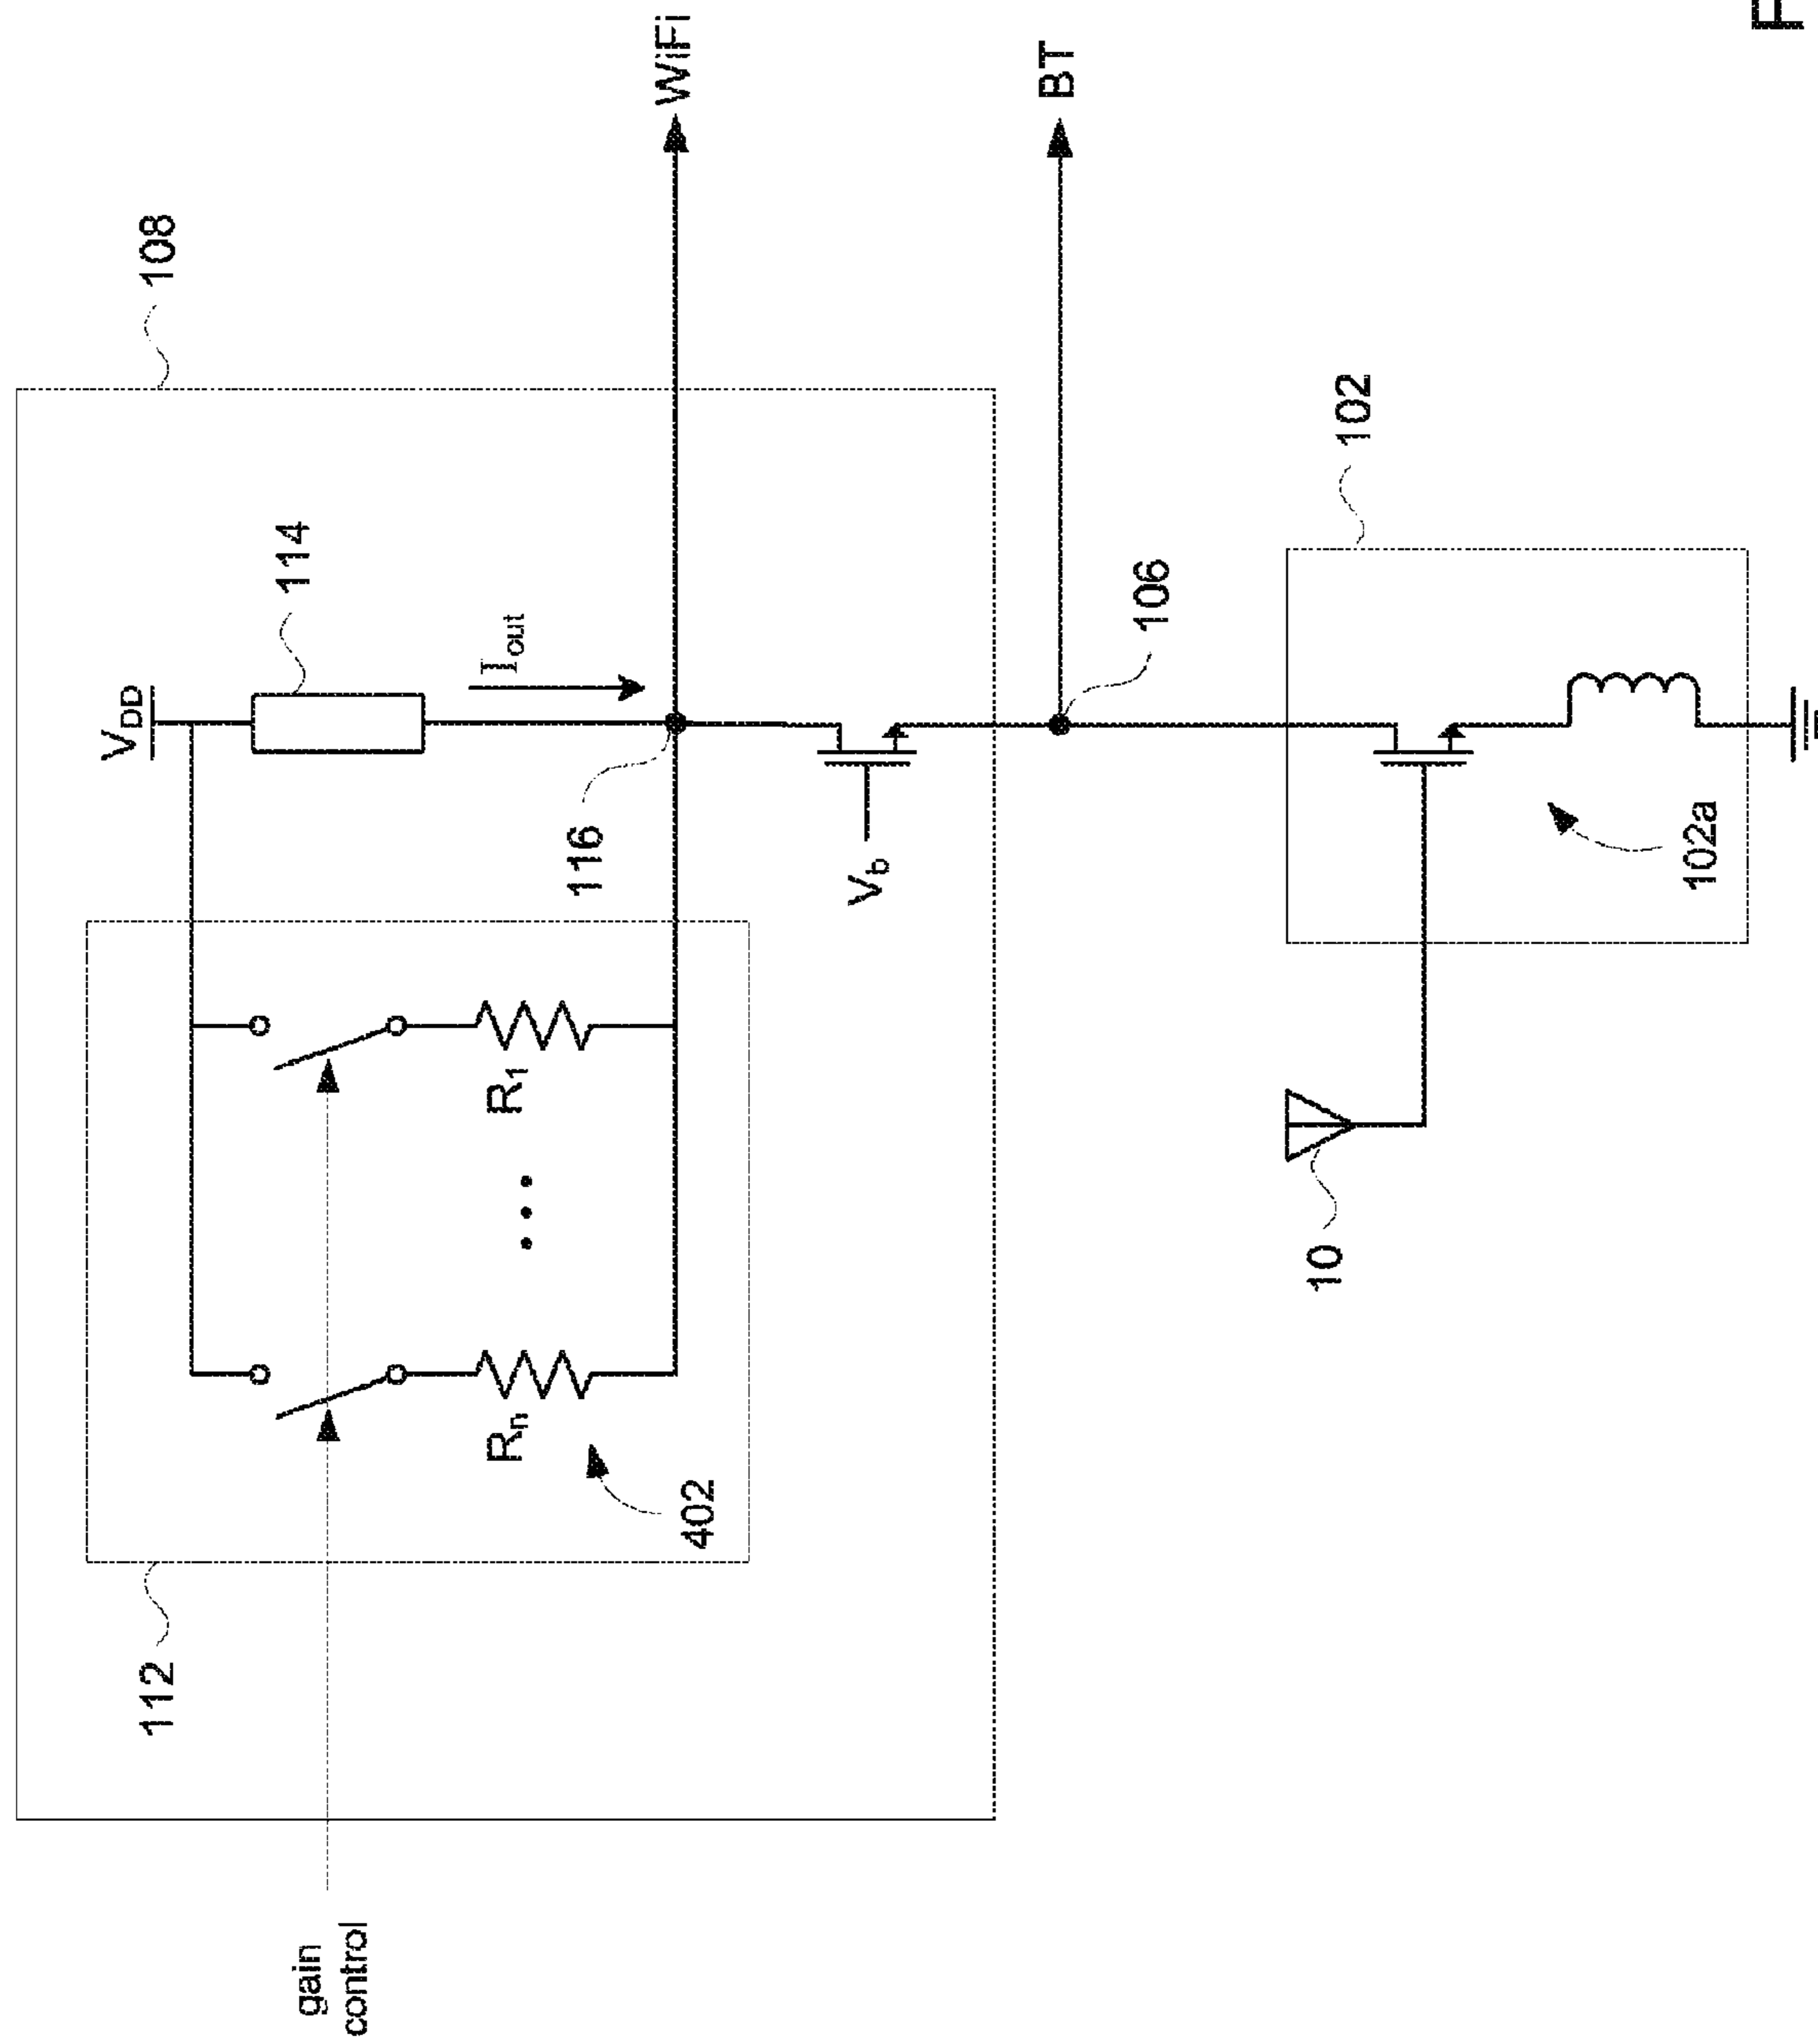 gain
control
112
108
V_DD
114
I_out
R_n
R_1
402
116
WiFi
V_b
106
BT
102
10
102a